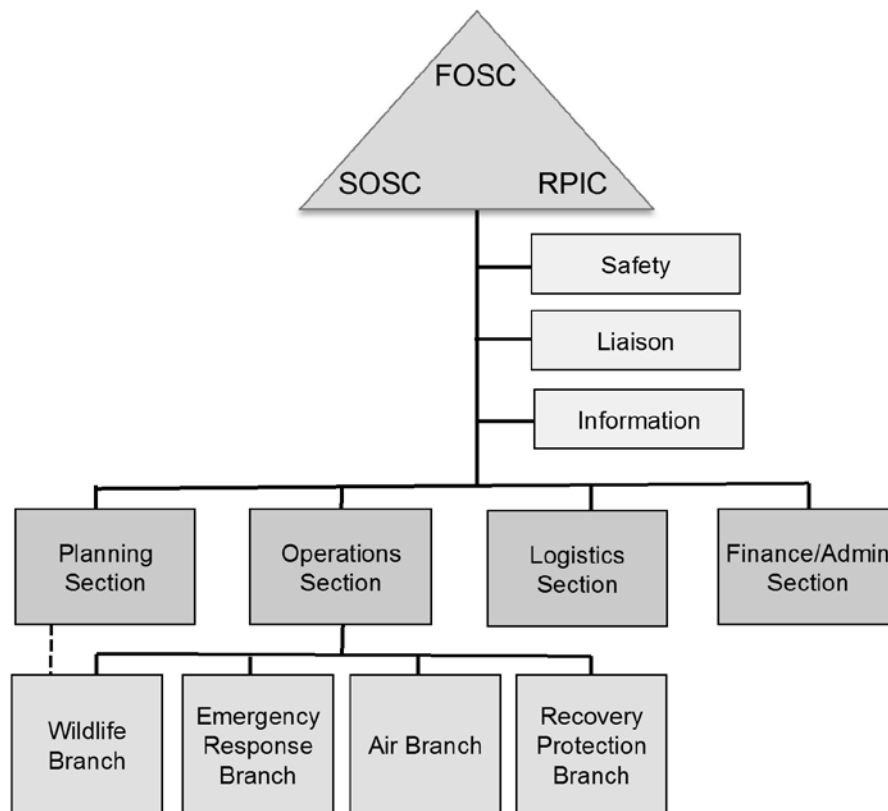 FOSC
SOSC RPIC
Safety
Liaison
Information
Planning
Section
Operations
Section
Logistics
Section
Finance/Admin
Section
Wildlife
Branch
Emergency
Response
Branch
Air Branch
Recovery
Protection
Branch